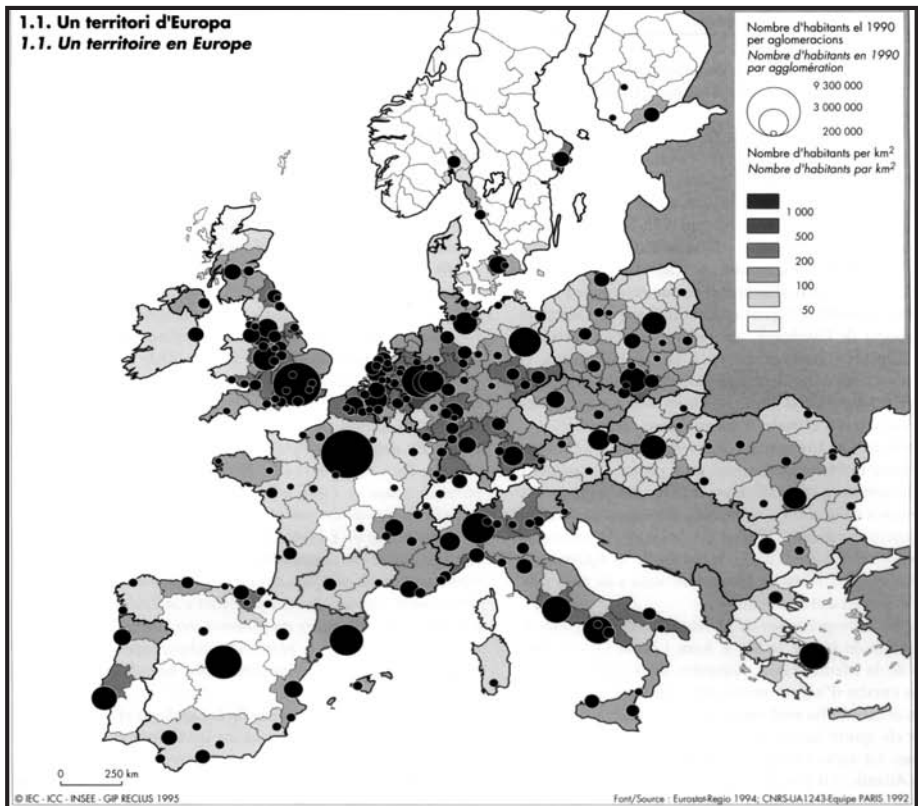 1.1. Un territori d'Europa
1.1. Un territoire en Europe
Nombre d'habitants el 1990
per aglomeracions
Nombre d'habitants en 1990
par agglomération
9 300 000
3 000 000
200 000
Nombre d'habitants per km²
Nombre d'habitants par km²
1 000
500
200
100
50
0 250 km
© IEC - ICC - INSEE - GIP RECLUS 1995
Font/Source : Eurostat-Regio 1994; CNRS-UA1243-Equipe PARIS 1992